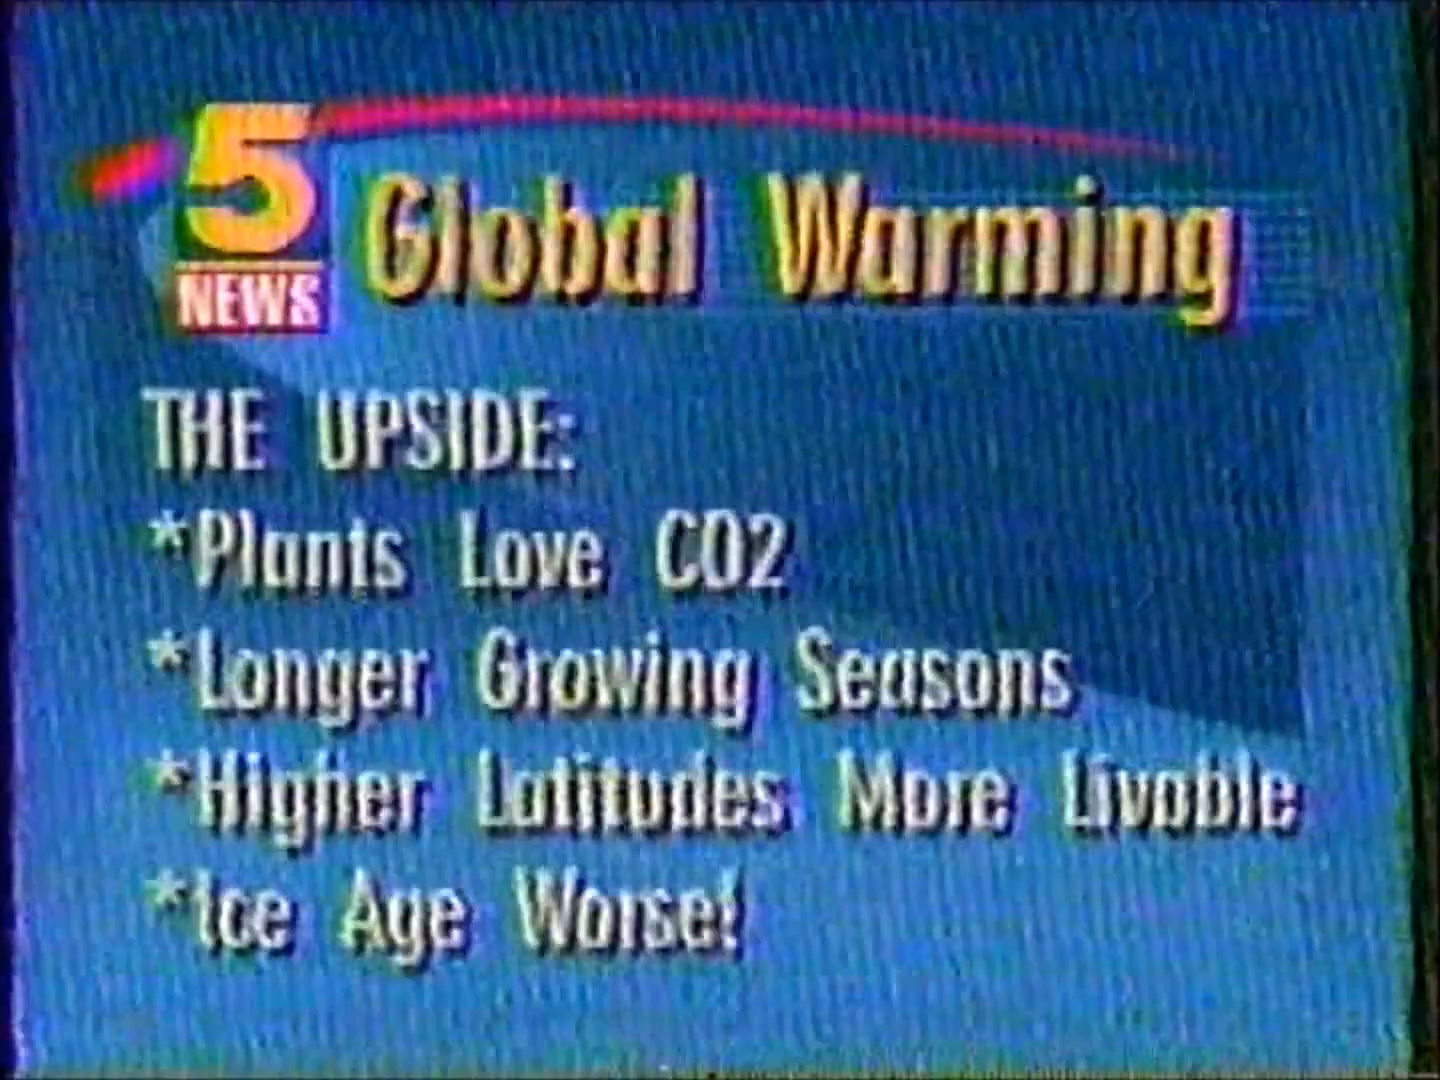 5
NEWS
Global Warming
THE UPSIDE:
*Plants Love CO2
*Longer Growing Seasons
*Higher Latitudes More Livable
*Ice Age Worse!